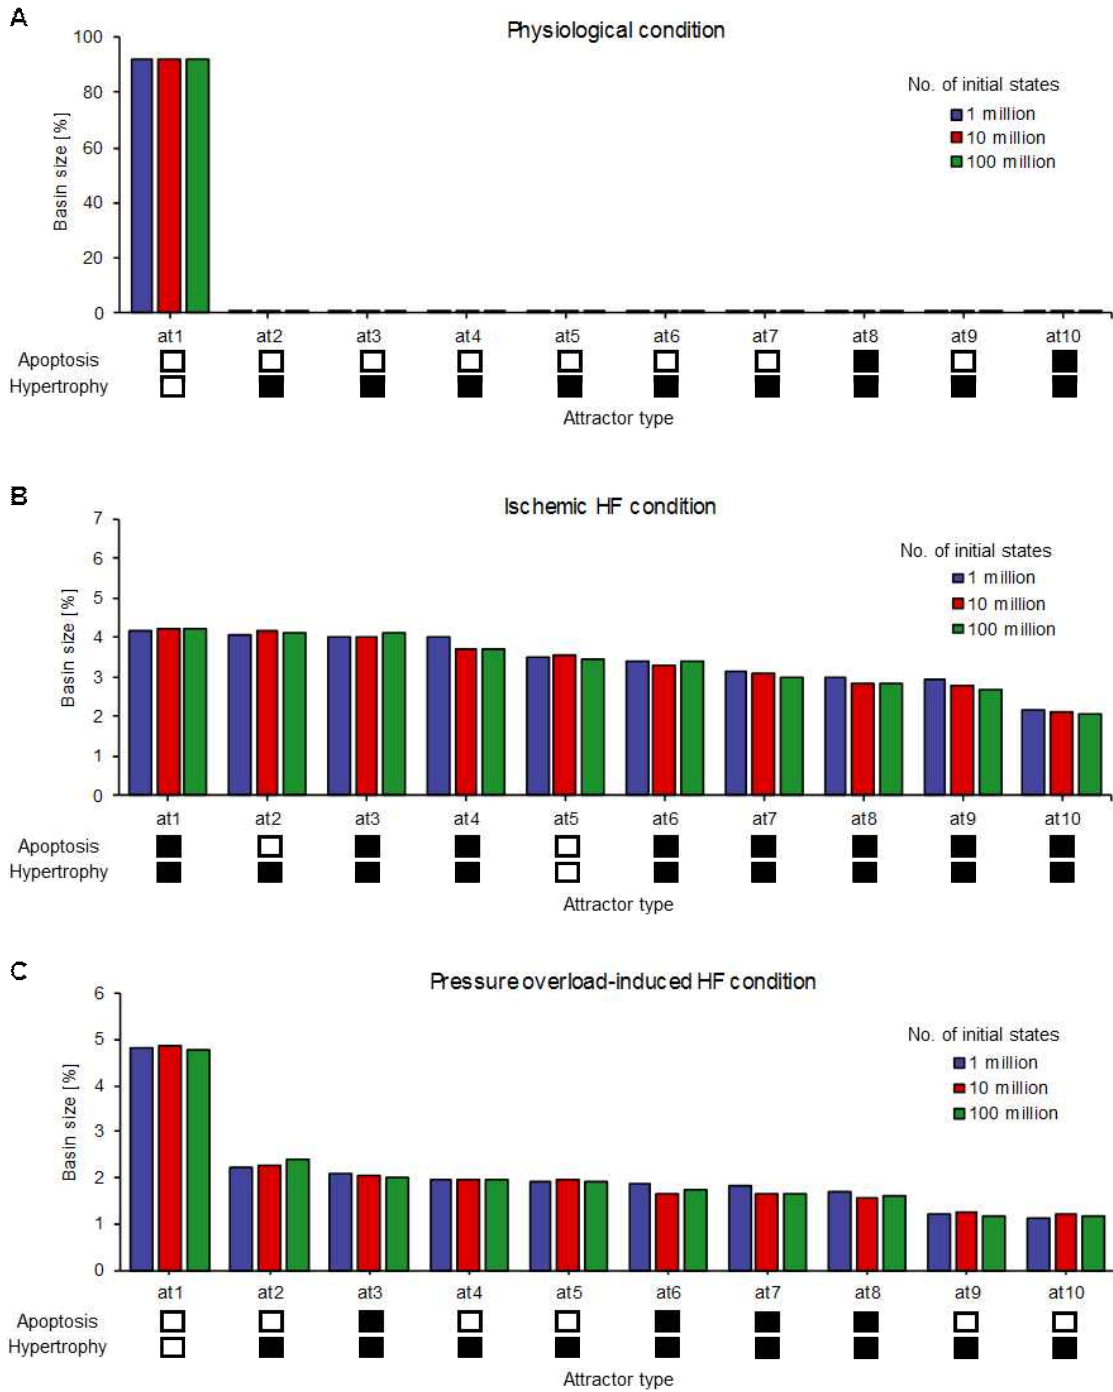 A
Physiological condition
100
80
60
40
20
0
Basin size [%]
No. of initial states
1 million
10 million
100 million
at1 at2 at3 at4 at5 at6 at7 at8 at9 at10
Apoptosis
Hypertrophy
Attractor type
B
Ischemic HF condition
7
6
5
4
3
2
1
0
Basin size [%]
No. of initial states
1 million
10 million
100 million
at1 at2 at3 at4 at5 at6 at7 at8 at9 at10
Apoptosis
Hypertrophy
Attractor type
C
Pressure overload-induced HF condition
6
5
4
3
2
1
0
Basin size [%]
No. of initial states
1 million
10 million
100 million
at1 at2 at3 at4 at5 at6 at7 at8 at9 at10
Apoptosis
Hypertrophy
Attractor type